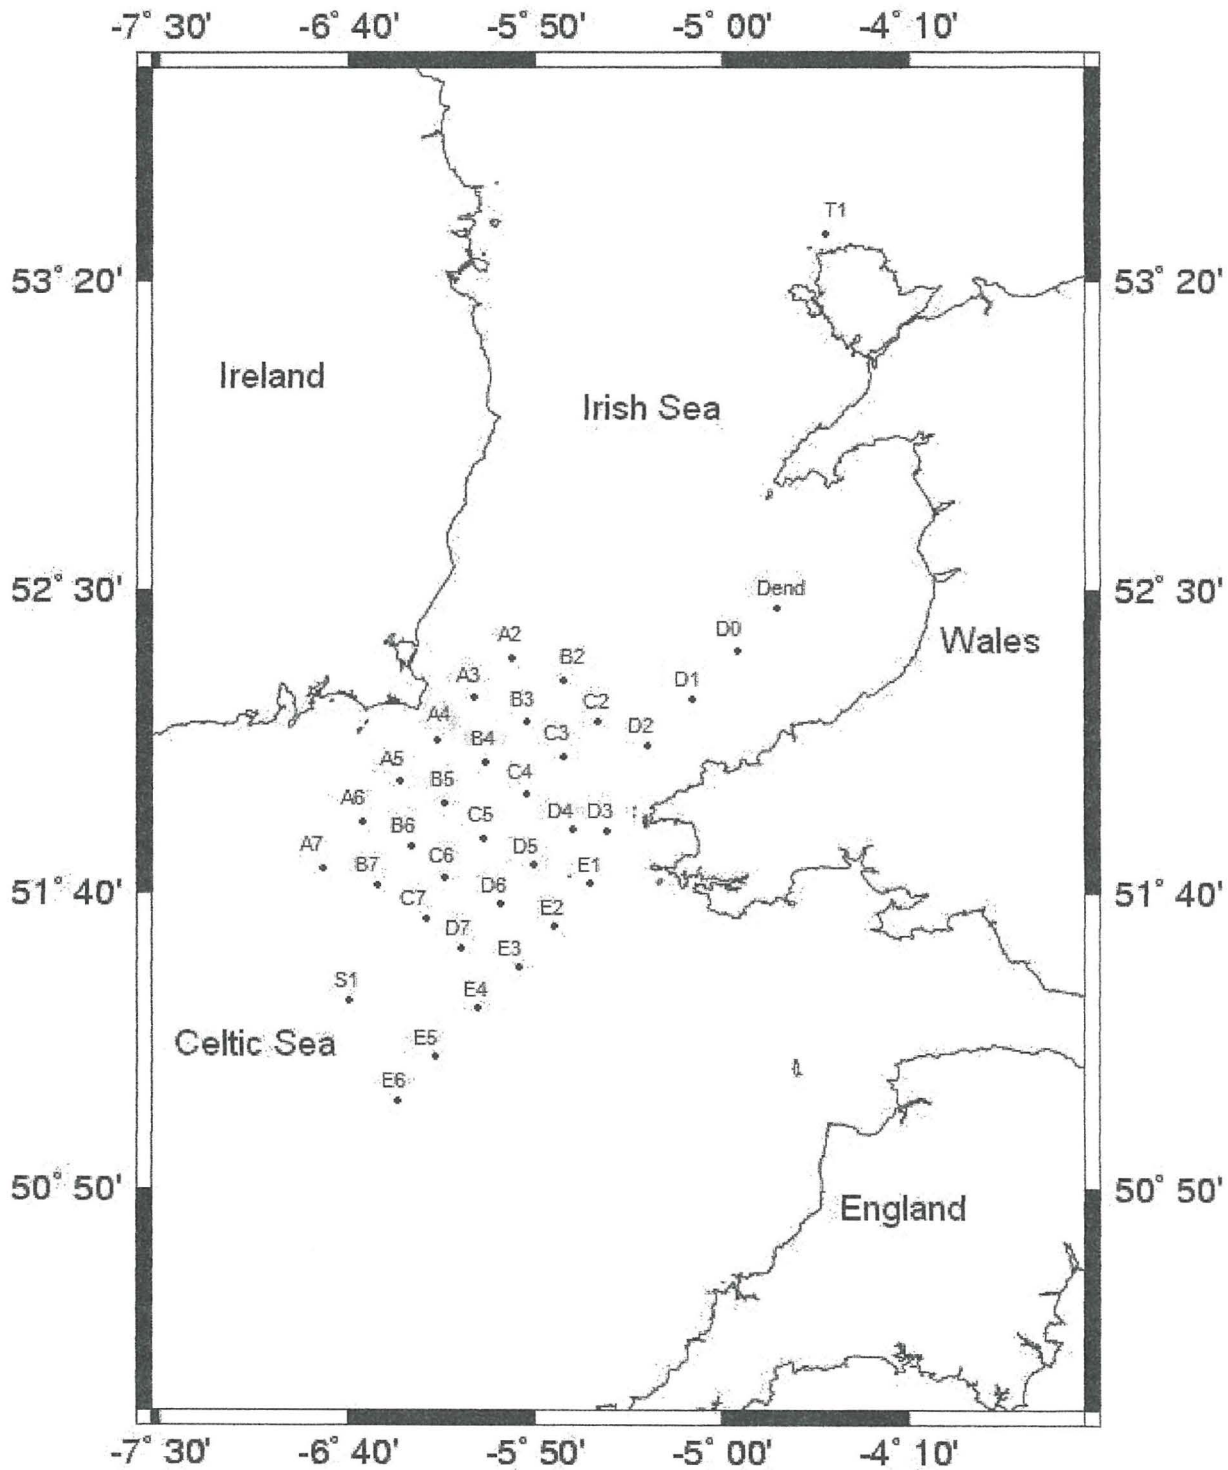 -7° 30' -6° 40' -5° 50' -5° 00' -4° 10'
T1
53° 20' 53° 20'
Ireland
Irish Sea
52° 30' Dend 52° 30'
D0
A2
Wales
B2
A3
D1
B3 C2
A4
D2
B4 C3
A5
B5 C4
A6
B6 C5 D4 D3
A7
B7 C6 D5
E1
51° 40' 51° 40'
C7 D6
E2
D7
E3
S1
E4
Celtic Sea
E5
E6
50° 50' 50° 50'
England
-7° 30' -6° 40' -5° 50' -5° 00' -4° 10'